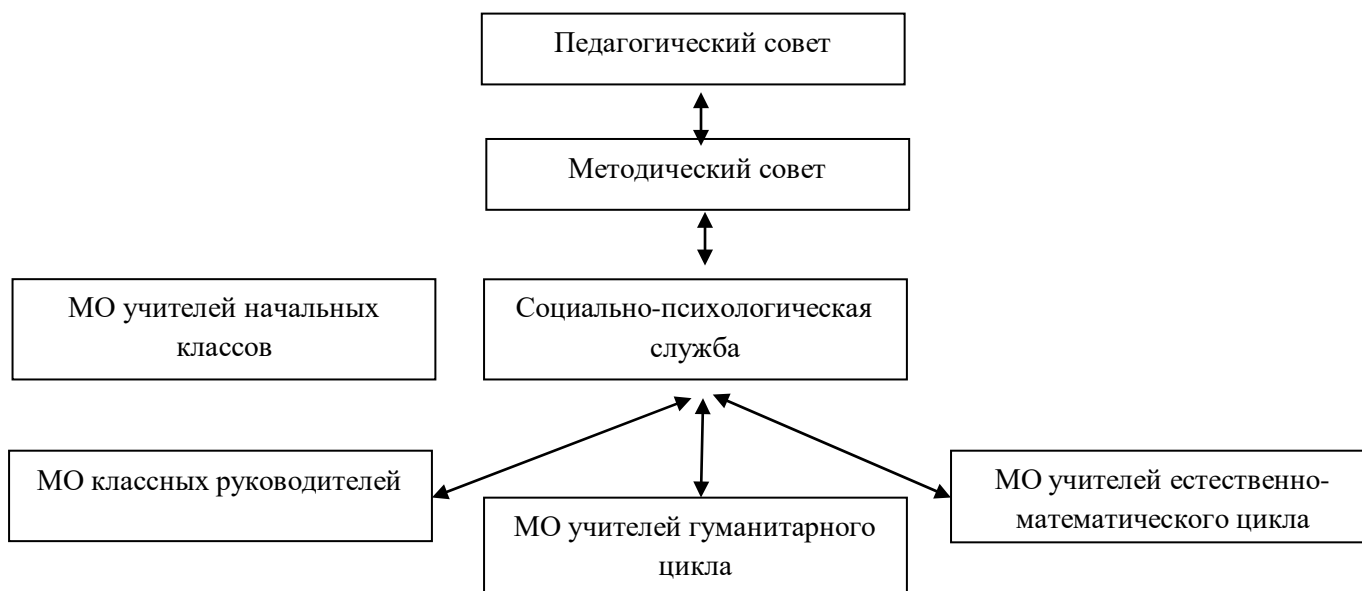 Педагогический совет
Методический совет
МО учителей начальных
классов
Социально-психологическая
служба
МО классных руководителей
МО учителей гуманитарного
цикла
МО учителей естественно-
математического цикла